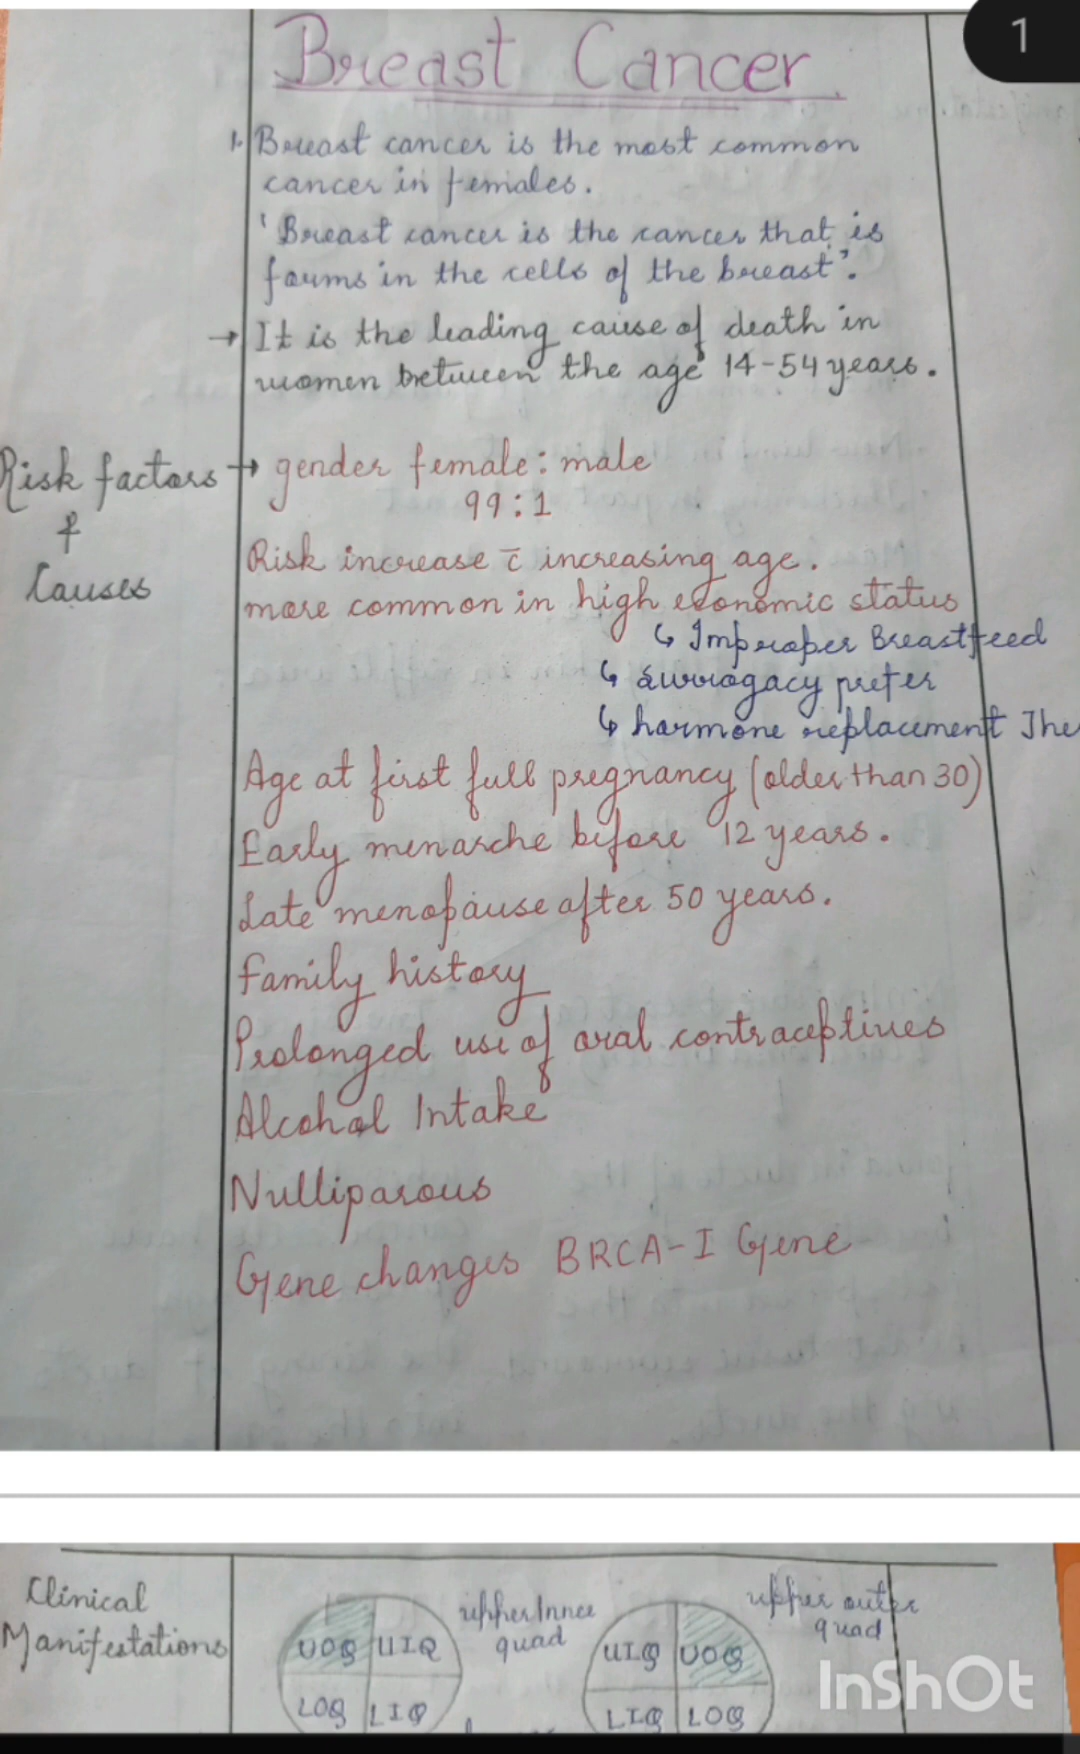 1
Breast Cancer
1. Breast cancer is the most common
cancer in females.
'Breast cancer is the cancer that is
forms in the cells of the breast'.
→ It is the leading cause of death in
women between the age 14-54 years.
Risk factors
&
Causes
→ gender female : male
99:1
Risk increase c̄ increasing age.
more common in high economic status
↳ Improper Breastfeed
↳ surrogacy prefer
↳ hormone replacement The
Age at first full pregnancy (older than 30)
Early menarche before 12 years.
Late menopause after 50 years.
family history
Prolonged use of oral contraceptives
Alcohol Intake
Nulliparous
Gene changes BRCA-I Gene
Clinical
Manifestations
UOQ UIQ
LOQ LIQ
upper Inner
quad
UIQ UOQ
LIQ LOQ
upper outer
quad
InShOt